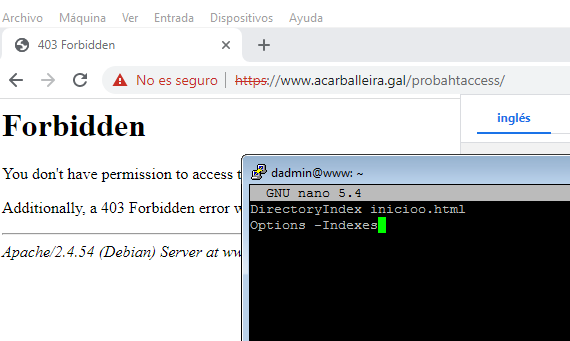 Archivo Máquina Ver Entrada Dispositivos Ayuda
403 Forbidden
No es seguro | https://www.acarballeira.gal/probahtaccess/
inglés
Forbidden
You don't have permission to access t
Additionally, a 403 Forbidden error w
Apache/2.4.54 (Debian) Server at ww
dadmin@www: ~
GNU nano 5.4
DirectoryIndex inicioo.html
Options -Indexes